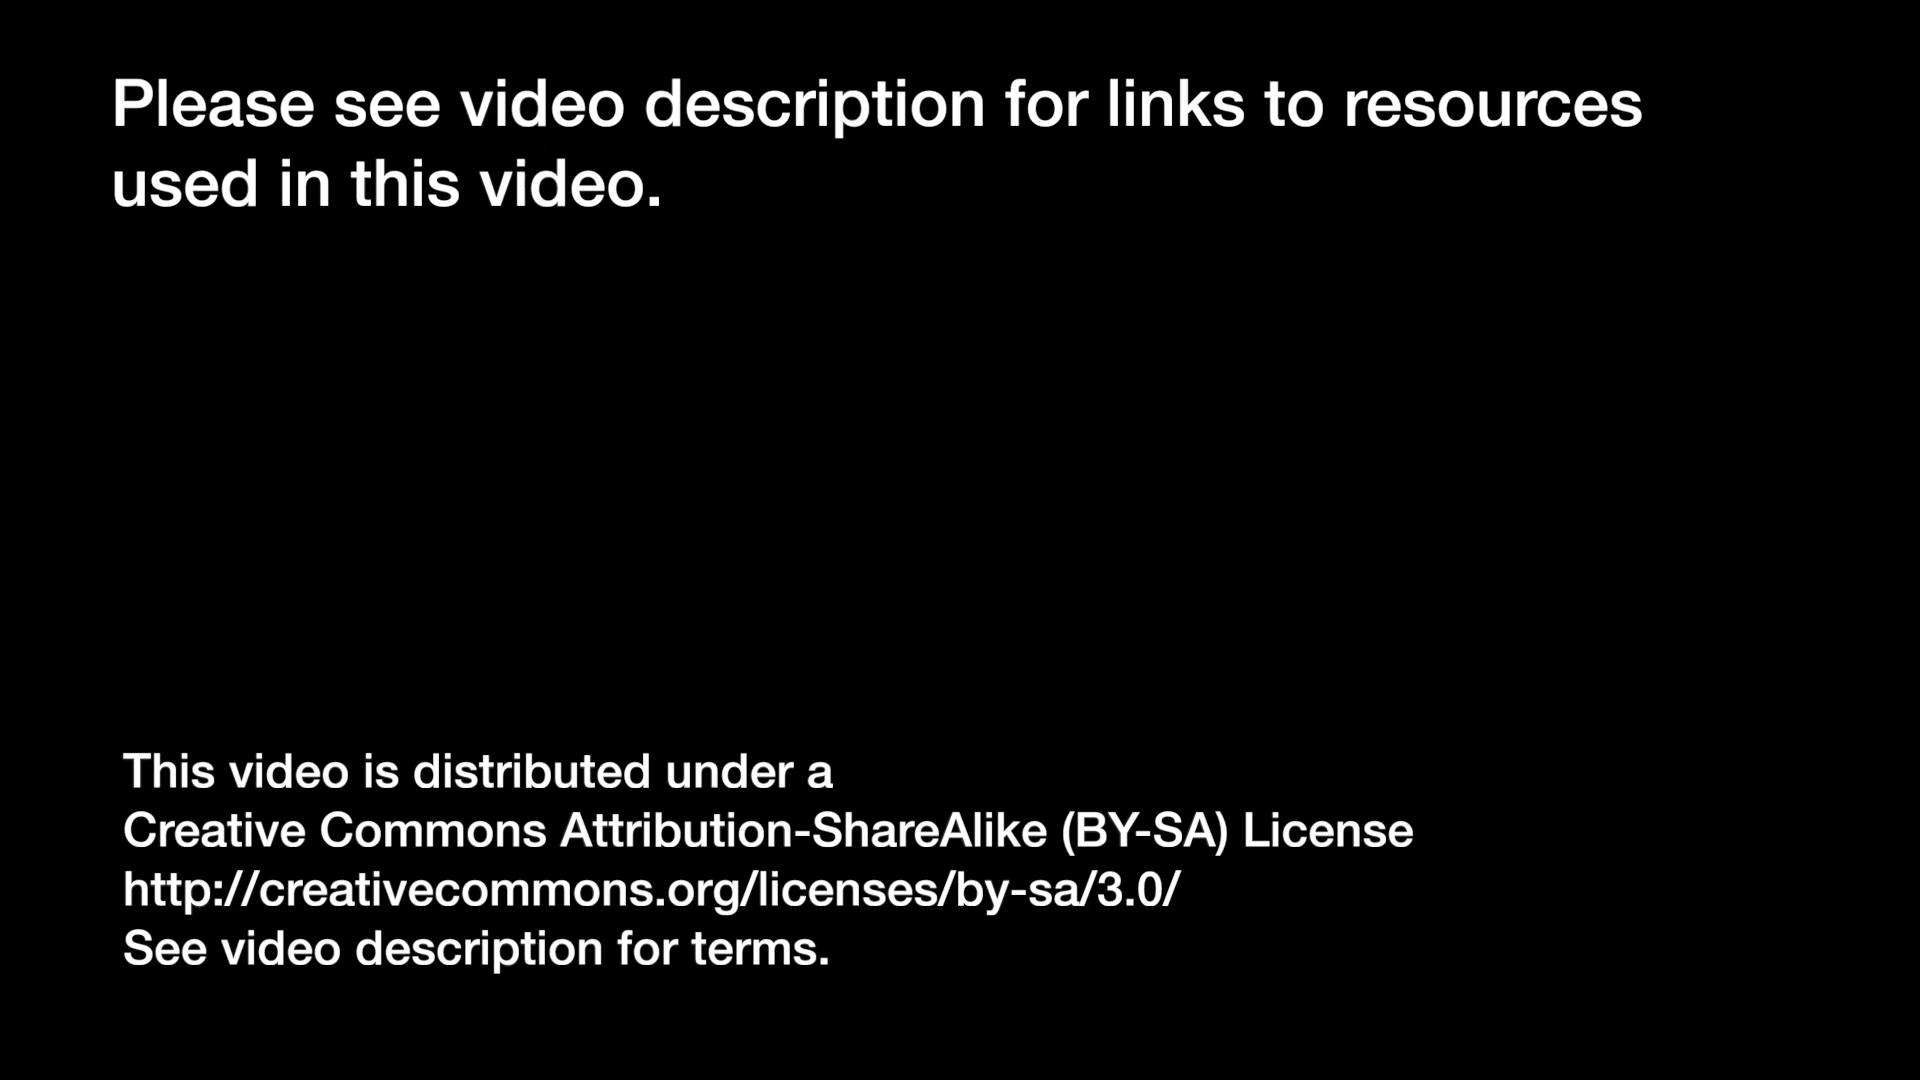 Please see video description for links to resources
used in this video.
This video is distributed under a
Creative Commons Attribution-ShareAlike (BY-SA) License
http://creativecommons.org/licenses/by-sa/3.0/
See video description for terms.